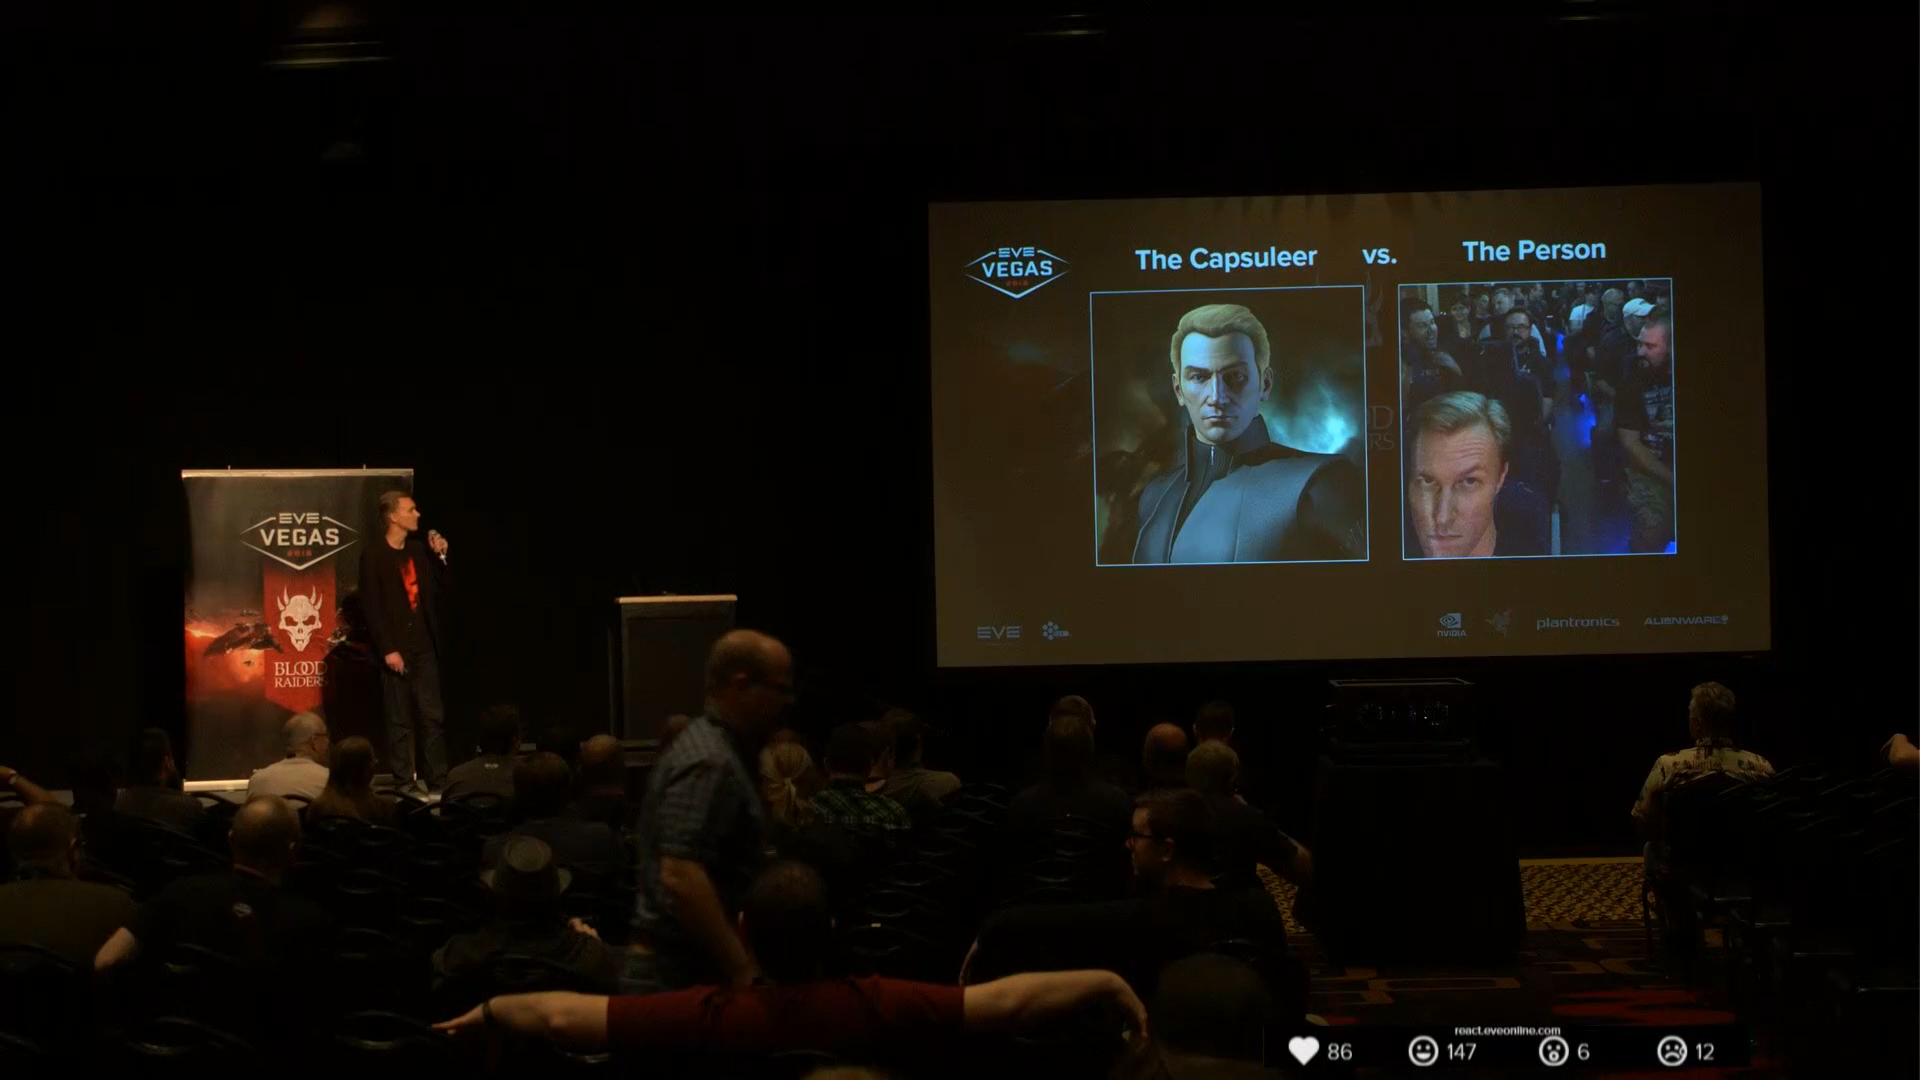 EVE
VEGAS
The Capsuleer vs. The Person
EVE
VEGAS
BLOOD
RAIDERS
EVE
NVIDIA
plantronics
ALIENWARE
react.eveonline.com
86
147
6
12